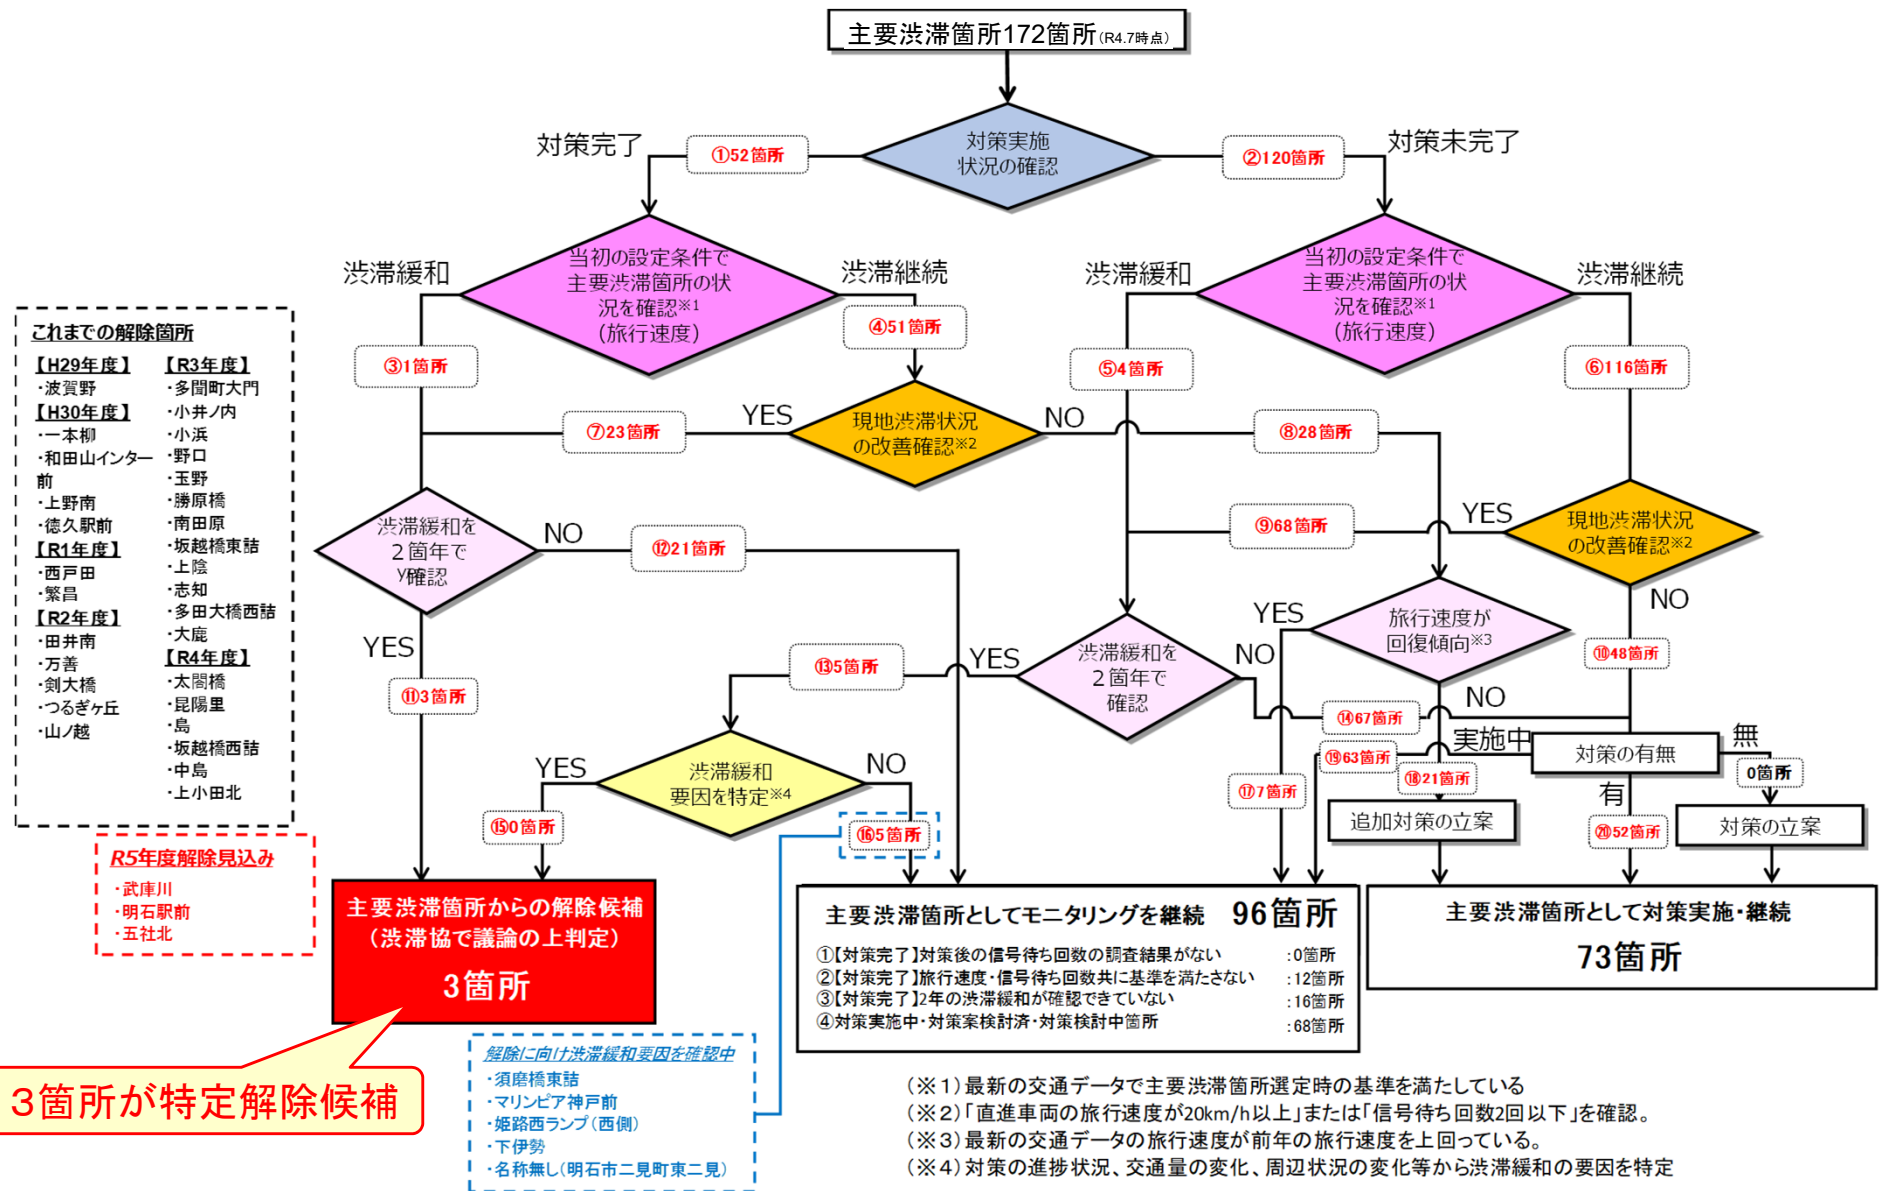 主要渋滞箇所172箇所(R4.7時点)
対策実施
状況の確認
対策完了
①52箇所
②120箇所
対策未完了
当初の設定条件で
主要渋滞箇所の状
況を確認※1
(旅行速度)
渋滞緩和
渋滞継続
③1箇所
④51箇所
当初の設定条件で
主要渋滞箇所の状
況を確認※1
(旅行速度)
渋滞緩和
渋滞継続
⑤4箇所
⑥116箇所
現地渋滞状況
の改善確認※2
YES
NO
⑦23箇所
⑧28箇所
現地渋滞状況
の改善確認※2
YES
NO
⑨68箇所
⑩48箇所
渋滞緩和を
2箇年で
確認
NO
⑫21箇所
YES
⑪3箇所
渋滞緩和を
2箇年で
確認
YES
⑬5箇所
NO
⑭67箇所
旅行速度が
回復傾向※3
YES
NO
⑰7箇所
⑱21箇所
追加対策の立案
渋滞緩和
要因を特定※4
YES
NO
⑮0箇所
⑯5箇所
対策の有無
実施中
⑲63箇所
無
0箇所
有
⑳52箇所
対策の立案
これまでの解除箇所
【H29年度】
・波賀野
【H30年度】
・一本柳
・和田山インター
前
・上野南
・徳久駅前
【R1年度】
・西戸田
・繁昌
【R2年度】
・田井南
・万善
・剣大橋
・つるぎヶ丘
・山ノ越
【R3年度】
・多聞町大門
・小井ノ内
・小浜
・野口
・玉野
・勝原橋
・南田原
・坂越橋東詰
・上陰
・志知
・多田大橋西詰
・大鹿
【R4年度】
・太閤橋
・昆陽里
・島
・坂越橋西詰
・中島
・上小田北
R5年度解除見込み
・武庫川
・明石駅前
・五社北
主要渋滞箇所からの解除候補
(渋滞協で議論の上判定)
3箇所
3箇所が特定解除候補
解除に向け渋滞緩和要因を確認中
・須磨橋東詰
・マリンピア神戸前
・姫路西ランプ(西側)
・下伊勢
・名称無し(明石市二見町東二見)
主要渋滞箇所としてモニタリングを継続 96箇所
①【対策完了】対策後の信号待ち回数の調査結果がない :0箇所
②【対策完了】旅行速度・信号待ち回数共に基準を満たさない :12箇所
③【対策完了】2年の渋滞緩和が確認できていない :16箇所
④対策実施中・対策案検討済・対策検討中箇所 :68箇所
主要渋滞箇所として対策実施・継続
73箇所
(※1)最新の交通データで主要渋滞箇所選定時の基準を満たしている
(※2)「直進車両の旅行速度が20km/h以上」または「信号待ち回数2回以下」を確認。
(※3)最新の交通データの旅行速度が前年の旅行速度を上回っている。
(※4)対策の進捗状況、交通量の変化、周辺状況の変化等から渋滞緩和の要因を特定